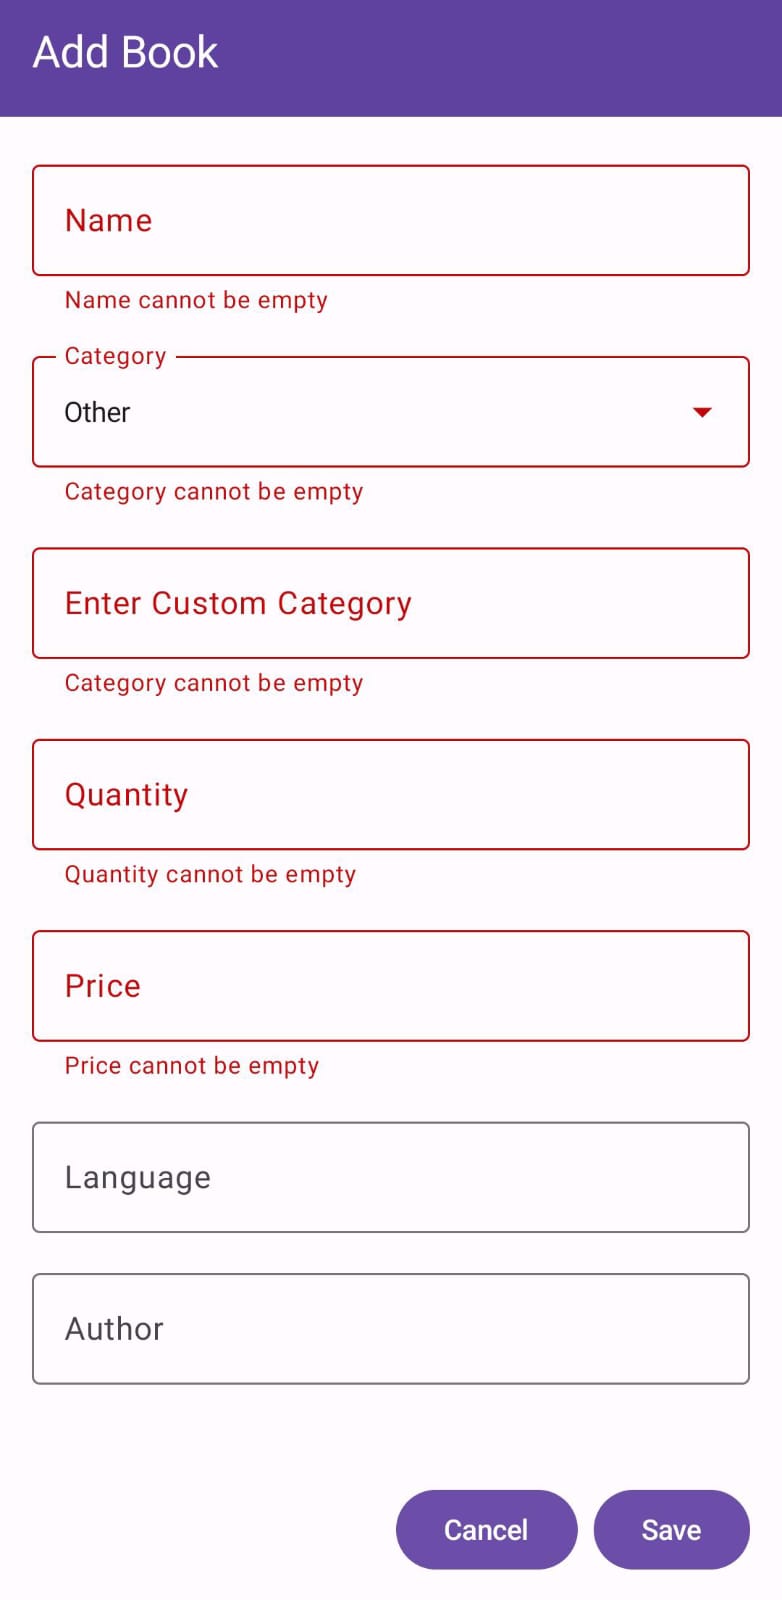 Add Book
Name
Name cannot be empty
Category
Other
Category cannot be empty
Enter Custom Category
Category cannot be empty
Quantity
Quantity cannot be empty
Price
Price cannot be empty
Language
Author
Cancel Save